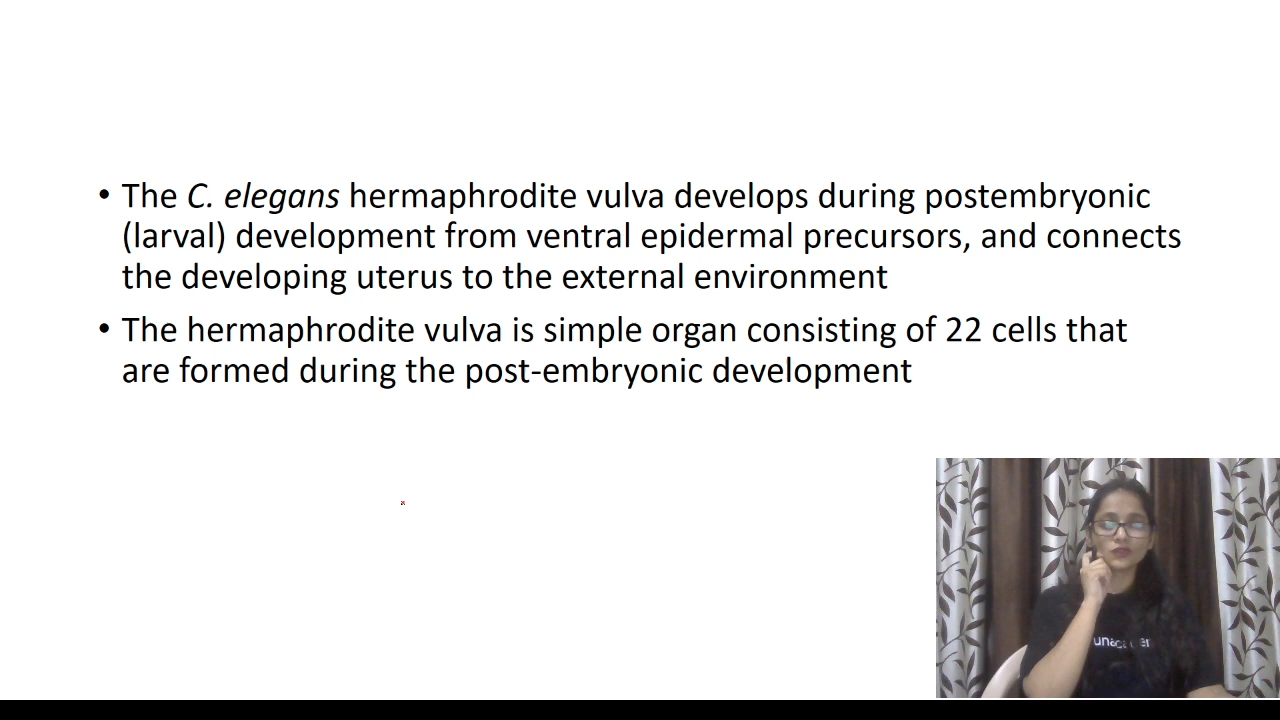 • The C. elegans hermaphrodite vulva develops during postembryonic
(larval) development from ventral epidermal precursors, and connects
the developing uterus to the external environment
• The hermaphrodite vulva is simple organ consisting of 22 cells that
are formed during the post-embryonic development